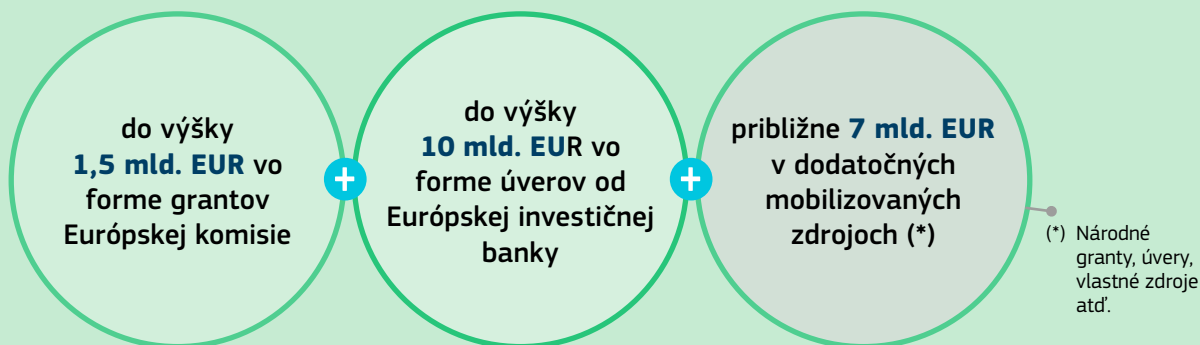 do výšky
1,5 mld. EUR vo
forme grantov
Európskej komisie
+
do výšky
10 mld. EUR vo
forme úverov od
Európskej investičnej
banky
+
približne 7 mld. EUR
v dodatočných
mobilizovaných
zdrojoch (*)
(*) Národné
granty, úvery,
vlastné zdroje
atď.